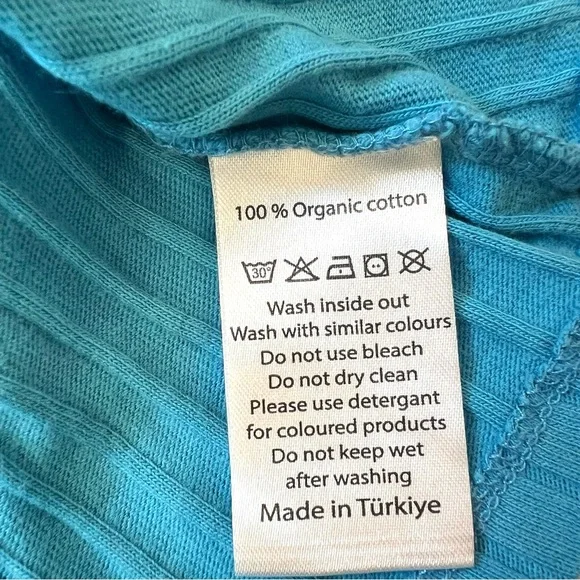 100 % Organic cotton
30°
Wash inside out
Wash with similar colours
Do not use bleach
Do not dry clean
Please use detergant
for coloured products
Do not keep wet
after washing
Made in Türkiye